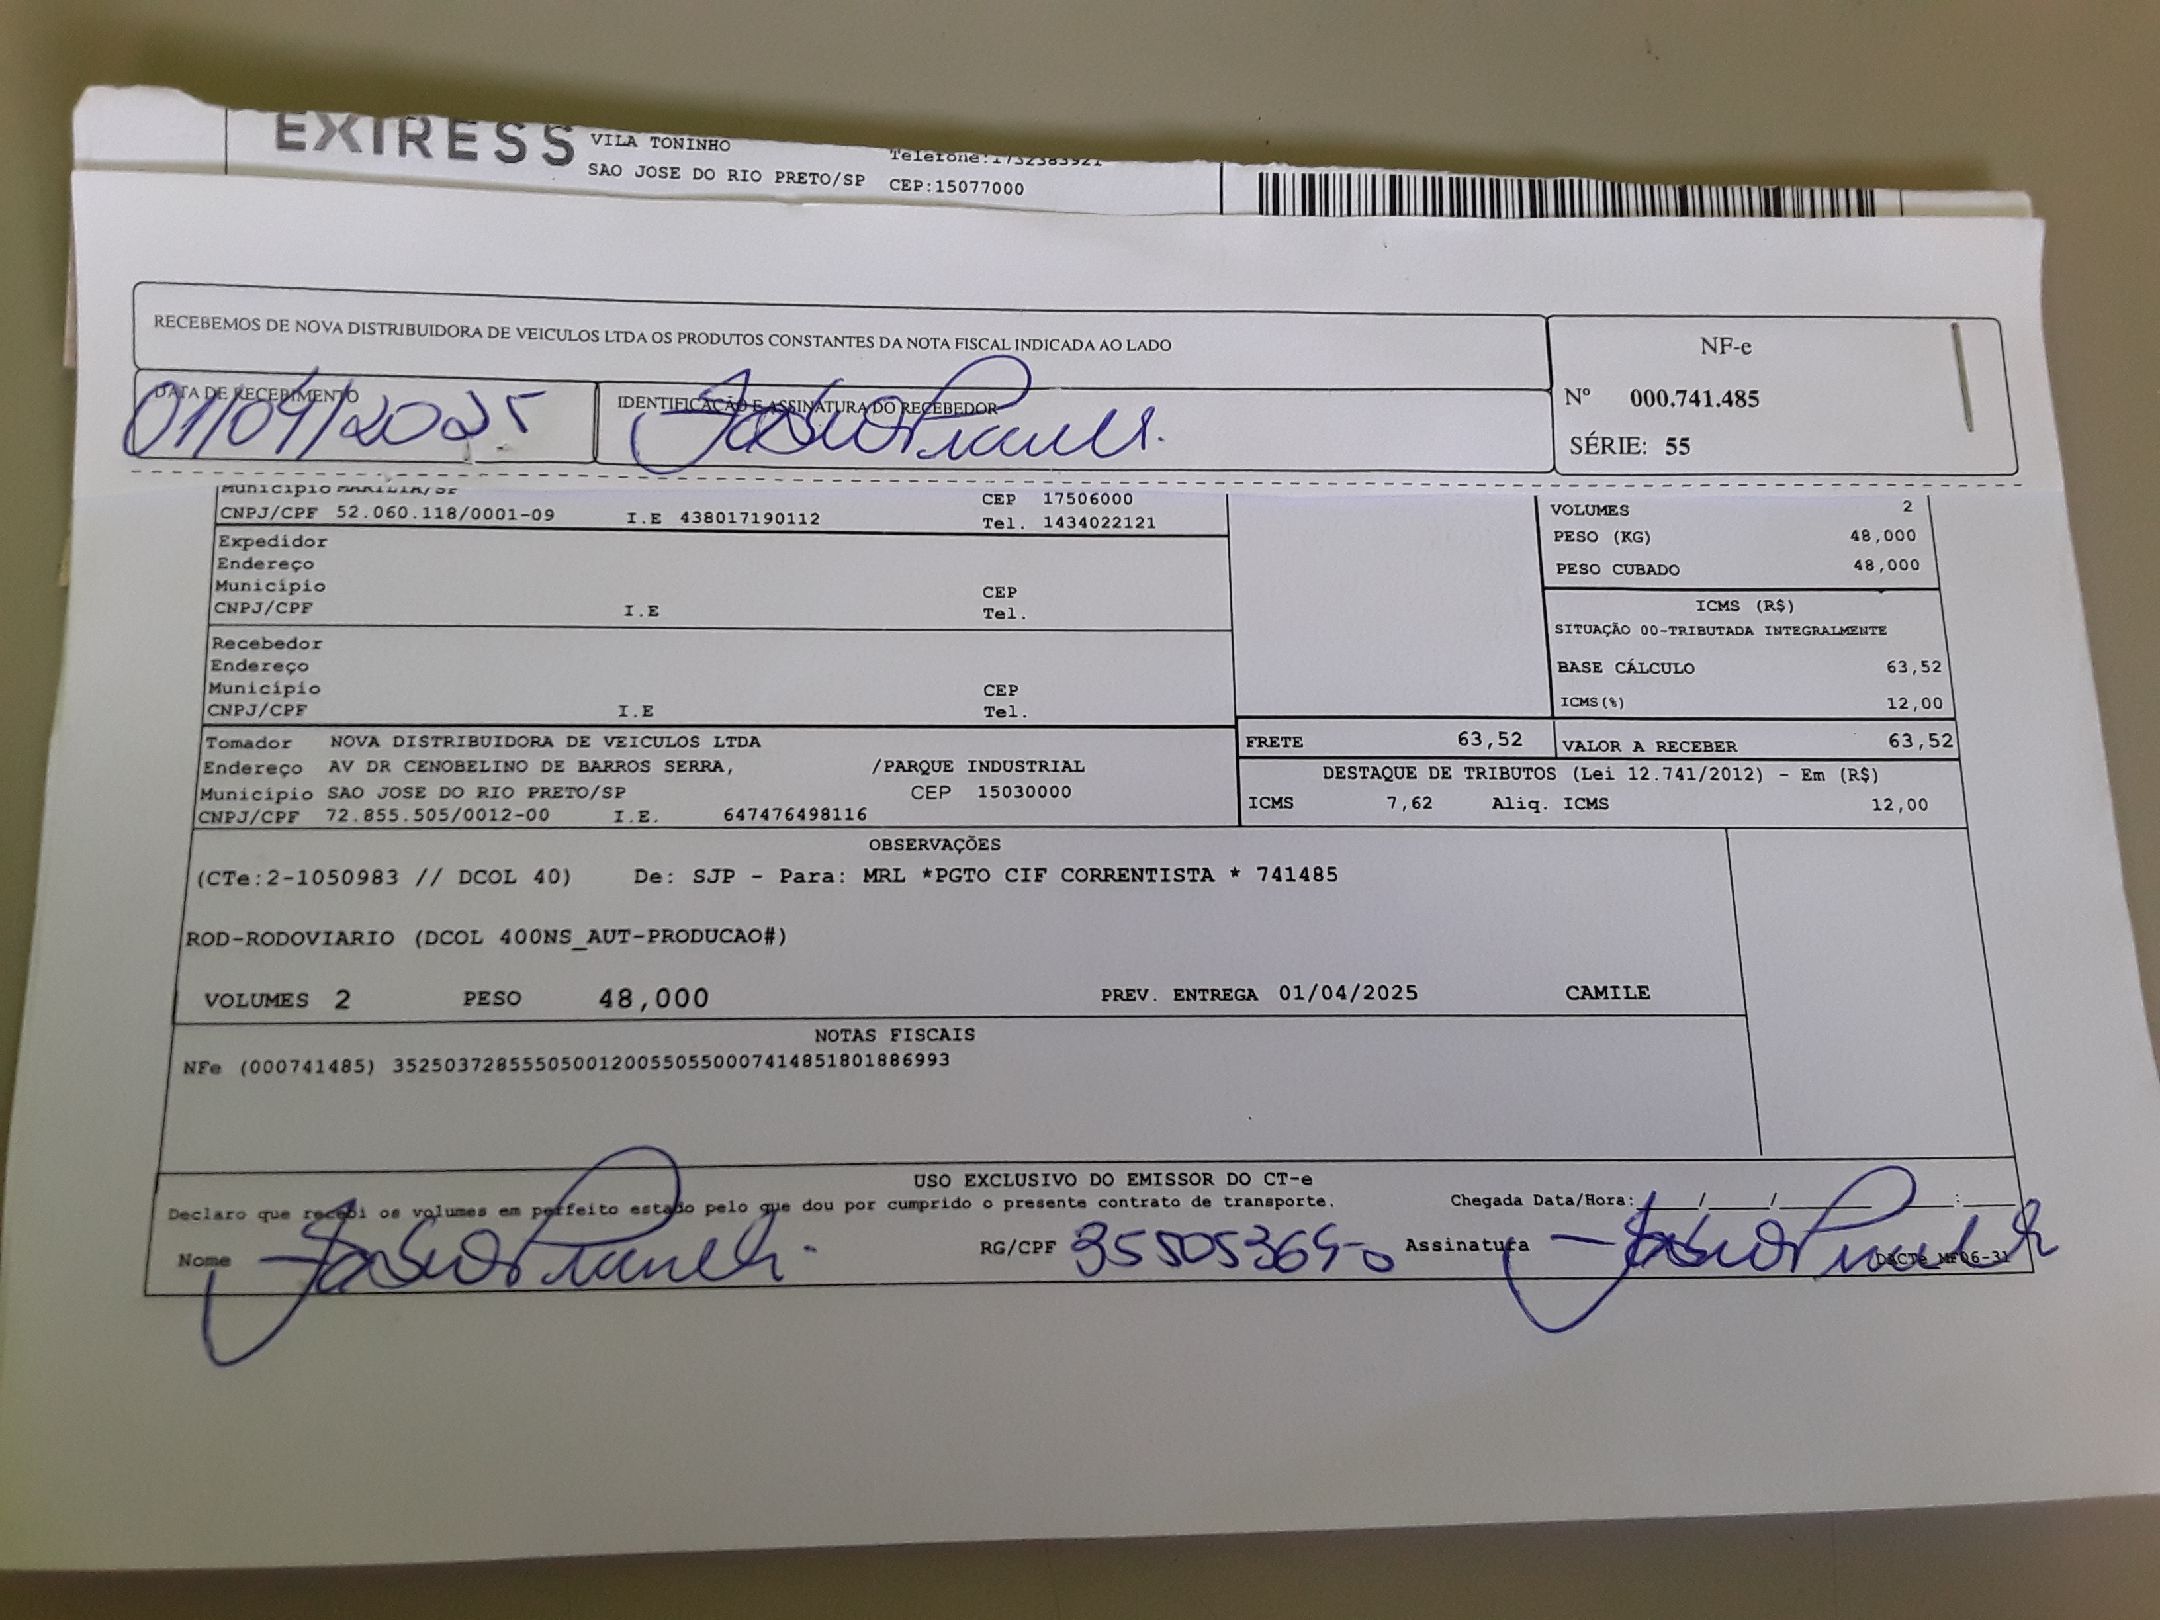 EXPRESS
VILA TONINHO
SAO JOSE DO RIO PRETO/SP CEP:15077000
RECEBEMOS DE NOVA DISTRIBUIDORA DE VEICULOS LTDA OS PRODUTOS CONSTANTES DA NOTA FISCAL INDICADA AO LADO
NF-e
Nº 000.741.485
SÉRIE: 55
DATA DE RECEBIMENTO
01/04/2025
IDENTIFICAÇÃO E ASSINATURA DO RECEBEDOR
Município MARILIA/SP CEP 17506000
CNPJ/CPF 52.060.118/0001-09 I.E 438017190112 Tel. 1434022121
Expedidor
Endereço
Município CEP
CNPJ/CPF I.E Tel.
Recebedor
Endereço
Município CEP
CNPJ/CPF I.E Tel.
VOLUMES 2
PESO (KG) 48,000
PESO CUBADO 48,000
ICMS (R$)
SITUAÇÃO 00-TRIBUTADA INTEGRALMENTE
BASE CÁLCULO 63,52
ICMS(%) 12,00
Tomador NOVA DISTRIBUIDORA DE VEICULOS LTDA
Endereço AV DR CENOBELINO DE BARROS SERRA, /PARQUE INDUSTRIAL
Município SAO JOSE DO RIO PRETO/SP CEP 15030000
CNPJ/CPF 72.855.505/0012-00 I.E. 647476498116
FRETE 63,52 VALOR A RECEBER 63,52
DESTAQUE DE TRIBUTOS (Lei 12.741/2012) - Em (R$)
ICMS 7,62 Aliq. ICMS 12,00
OBSERVAÇÕES
(CTe:2-1050983 // DCOL 40) De: SJP - Para: MRL *PGTO CIF CORRENTISTA * 741485
ROD-RODOVIARIO (DCOL 400NS_AUT-PRODUCAO#)
VOLUMES 2 PESO 48,000 PREV. ENTREGA 01/04/2025 CAMILE
NOTAS FISCAIS
NFe (000741485) 35250372855505001200550550007414851801886993
USO EXCLUSIVO DO EMISSOR DO CT-e
Declaro que recebi os volumes em perfeito estado pelo que dou por cumprido o presente contrato de transporte. Chegada Data/Hora:___/___/_____ ___:___
Nome RG/CPF Assinatura